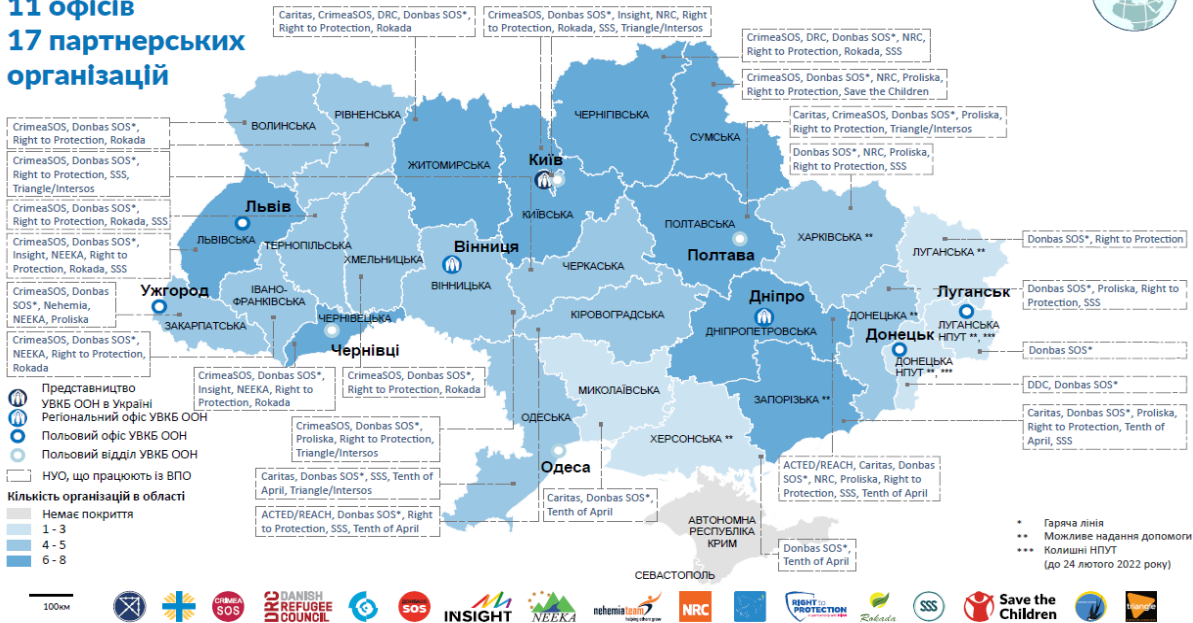 11 офісів
17 партнерських
організацій
Caritas, CrimeaSOS, DRC, Donbas SOS*,
Right to Protection, Rokada
CrimeaSOS, Donbas SOS*, Insight, NRC, Right
to Protection, Rokada, SSS, Triangle/Intersos
CrimeaSOS, DRC, Donbas SOS*, NRC,
Right to Protection, Rokada, SSS
CrimeaSOS, Donbas SOS*, NRC, Proliska,
Right to Protection, Save the Children
Caritas, CrimeaSOS, Donbas SOS*, Proliska,
Right to Protection, Triangle/Intersos
Donbas SOS*, NRC, Proliska,
Right to Protection, SSS
CrimeaSOS, Donbas SOS*,
Right to Protection, Rokada
CrimeaSOS, Donbas SOS*,
Right to Protection, SSS,
Triangle/Intersos
CrimeaSOS, Donbas SOS*,
Right to Protection, Rokada, SSS
CrimeaSOS, Donbas SOS*,
Insight, NEEKA, Right to
Protection, Rokada, SSS
CrimeaSOS, Donbas
SOS*, Nehemia,
NEEKA, Proliska
CrimeaSOS, Donbas SOS*,
NEEKA, Right to Protection,
Rokada
ВОЛИНСЬКА
РІВНЕНСЬКА
ЖИТОМИРСЬКА
Київ
КИЇВСЬКА
ЧЕРНІГІВСЬКА
СУМСЬКА
Львів
ЛЬВІВСЬКА
ТЕРНОПІЛЬСЬКА
ХМЕЛЬНИЦЬКА
Вінниця
ВІННИЦЬКА
ЧЕРКАСЬКА
ПОЛТАВСЬКА
Полтава
ХАРКІВСЬКА **
ЛУГАНСЬКА **
Donbas SOS*, Right to Protection
Ужгород
ЗАКАРПАТСЬКА
ІВАНО-
ФРАНКІВСЬКА
ЧЕРНІВЕЦЬКА
Чернівці
КІРОВОГРАДСЬКА
Дніпро
ДНІПРОПЕТРОВСЬКА
ДОНЕЦЬКА **
Донецьк
ДОНЕЦЬКА
НПУТ **, ***
Луганськ
ЛУГАНСЬКА
НПУТ **, ***
Donbas SOS*, Proliska, Right to
Protection, SSS
Donbas SOS*
DDC, Donbas SOS*
Caritas, Donbas SOS*, Proliska,
Right to Protection, Tenth of
April, SSS
МИКОЛАЇВСЬКА
ЗАПОРІЗЬКА **
ОДЕСЬКА
ХЕРСОНСЬКА **
Одеса
АВТОНОМНА
РЕСПУБЛІКА
КРИМ
СЕВАСТОПОЛЬ
CrimeaSOS, Donbas SOS*,
Insight, NEEKA, Right to
Protection, Rokada
CrimeaSOS, Donbas SOS*,
Right to Protection, Rokada
CrimeaSOS, Donbas SOS*,
Proliska, Right to Protection,
Triangle/Intersos
Caritas, Donbas SOS*, SSS, Tenth of
April, Triangle/Intersos
ACTED/REACH, Donbas SOS*, Right
to Protection, SSS, Tenth of April
Caritas, Donbas SOS*,
Tenth of April
ACTED/REACH, Caritas, Donbas
SOS*, NRC, Proliska, Right to
Protection, SSS, Tenth of April
Donbas SOS*,
Tenth of April
Представництво
УВКБ ООН в Україні
Регіональний офіс УВКБ ООН
Польовий офіс УВКБ ООН
Польовий відділ УВКБ ООН
НУО, що працюють із ВПО
Кількість організацій в області
Немає покриття
1 - 3
4 - 5
6 - 8
* Гаряча лінія
** Можливе надання допомоги
*** Колишні НПУТ
(до 24 лютого 2022 року)
100км
CRIMEA
SOS
DRC DANISH
REFUGEE
COUNCIL
DONBASS
SOS
INSIGHT
NEEKA
nehemiateam
helping others grow
NRC
RIGHT to
PROTECTION
Rokada
SSS
Save the
Children
triangle